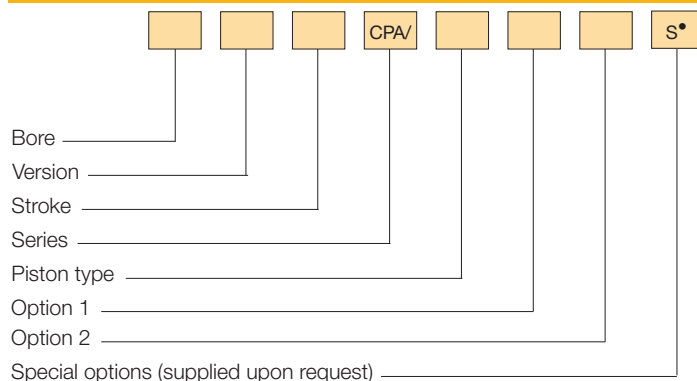 CPA/ S•
Bore
Version
Stroke
Series
Piston type
Option 1
Option 2
Special options (supplied upon request)